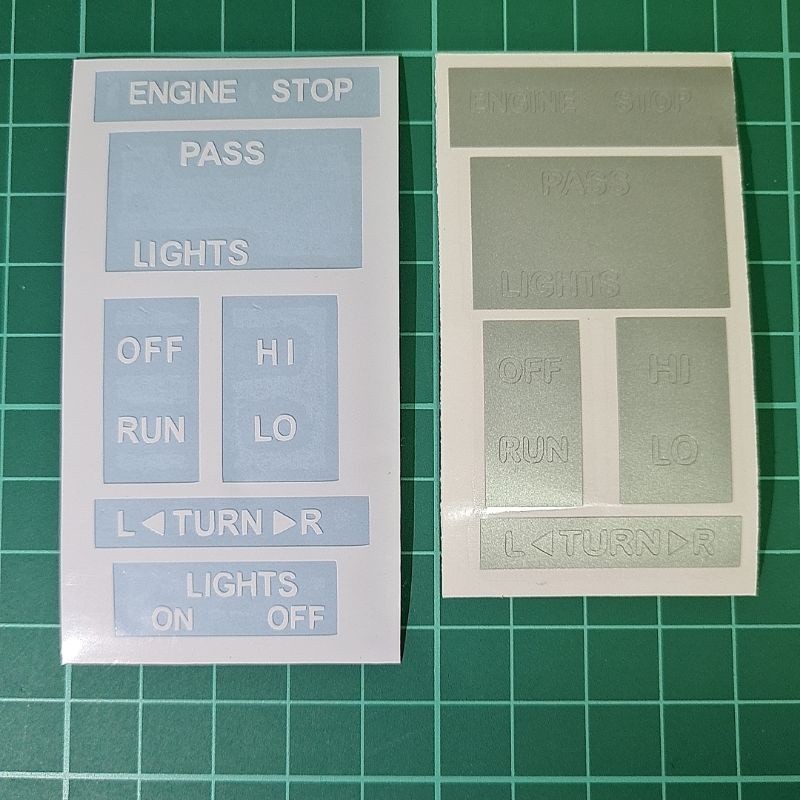 ENGINE STOP
PASS
LIGHTS
OFF HI
RUN LO
L ◀ TURN ▶ R
LIGHTS
ON OFF
ENGINE STOP
PASS
LIGHTS
OFF HI
RUN LO
L ◁ TURN ▷ R